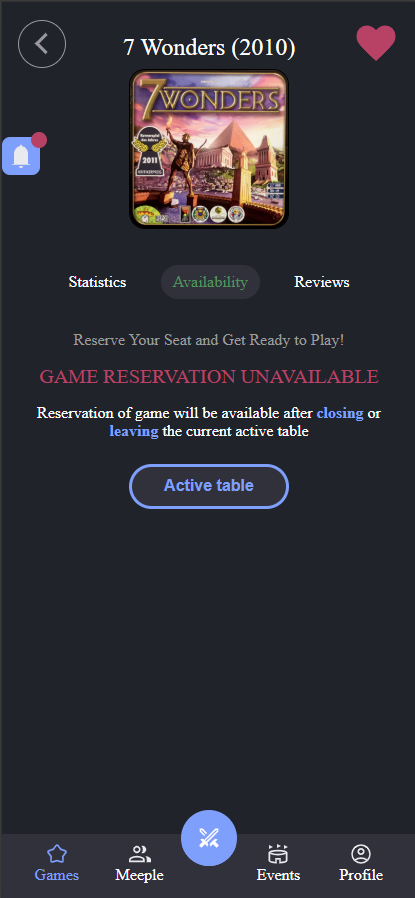 7 Wonders (2010)
7 WONDERS
2011
Statistics
Availability
Reviews
Reserve Your Seat and Get Ready to Play!
GAME RESERVATION UNAVAILABLE
Reservation of game will be available after closing or
leaving the current active table
Active table
Games
Meeple
Events
Profile